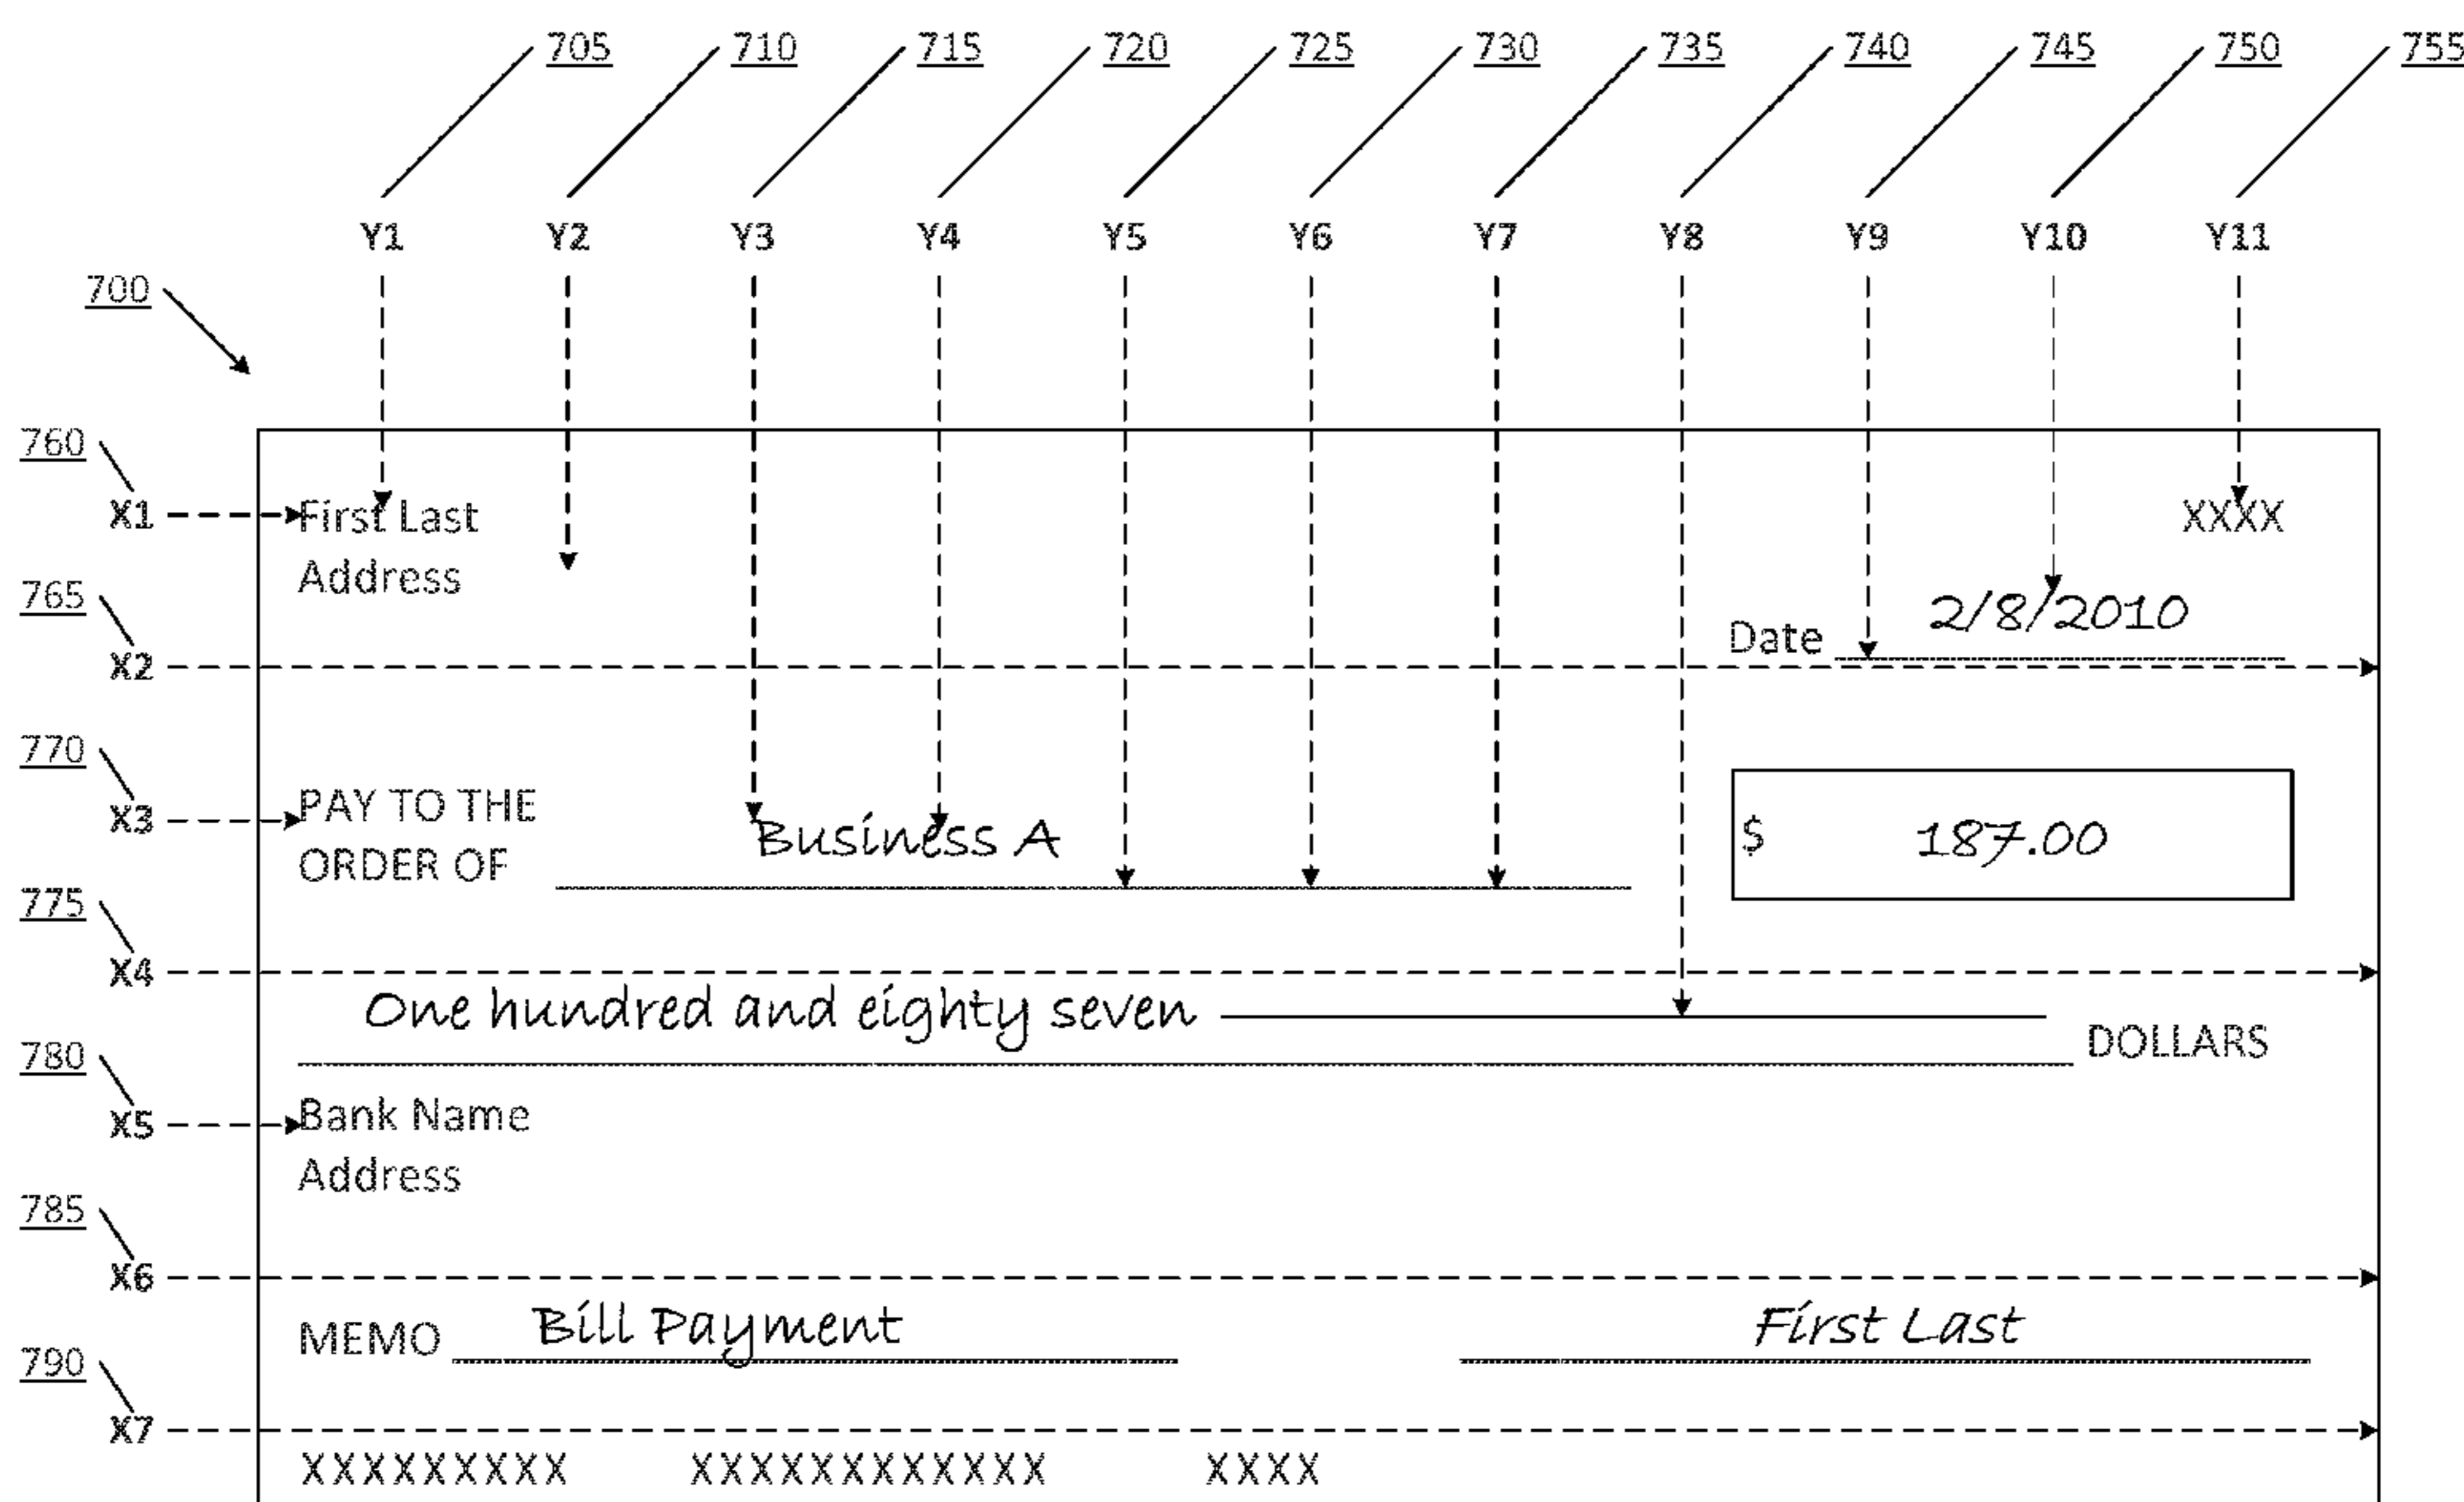 705 710 715 720 725 730 735 740 745 750 755
Y1 Y2 Y3 Y4 Y5 Y6 Y7 Y8 Y9 Y10 Y11
700
760
X1 First Last XXXX
Address
765
2/8/2010
Date
X2
770
X3 PAY TO THE
Business A $ 187.00
ORDER OF
775
X4
One hundred and eighty seven
DOLLARS
780
X5 Bank Name
Address
785
X6
MEMO Bill Payment First Last
790
X7
XXXXXXXXX XXXXXXXXXXXX XXXX